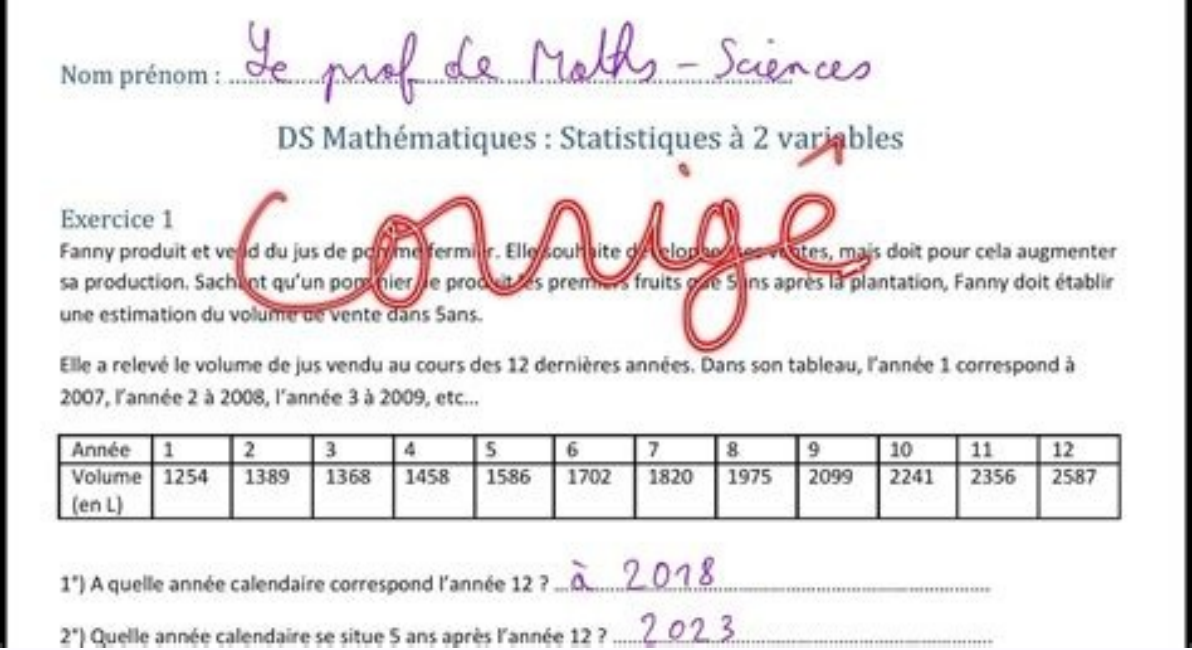 Nom prénom : Le prof de Maths - Sciences
DS Mathématiques : Statistiques à 2 variables
Corrigé
Exercice 1
Fanny produit et vend du jus de pomme fermier. Elle souhaite développer ses ventes, mais doit pour cela augmenter
sa production. Sachant qu'un pommier ne produit les premiers fruits que 5ans après la plantation, Fanny doit établir
une estimation du volume de vente dans 5ans.
Elle a relevé le volume de jus vendu au cours des 12 dernières années. Dans son tableau, l'année 1 correspond à
2007, l'année 2 à 2008, l'année 3 à 2009, etc...
Année 1 2 3 4 5 6 7 8 9 10 11 12
Volume 1254 1389 1368 1458 1586 1702 1820 1975 2099 2241 2356 2587
(en L)
1°) A quelle année calendaire correspond l'année 12 ? à 2018
2°) Quelle année calendaire se situe 5 ans après l'année 12 ? 2023